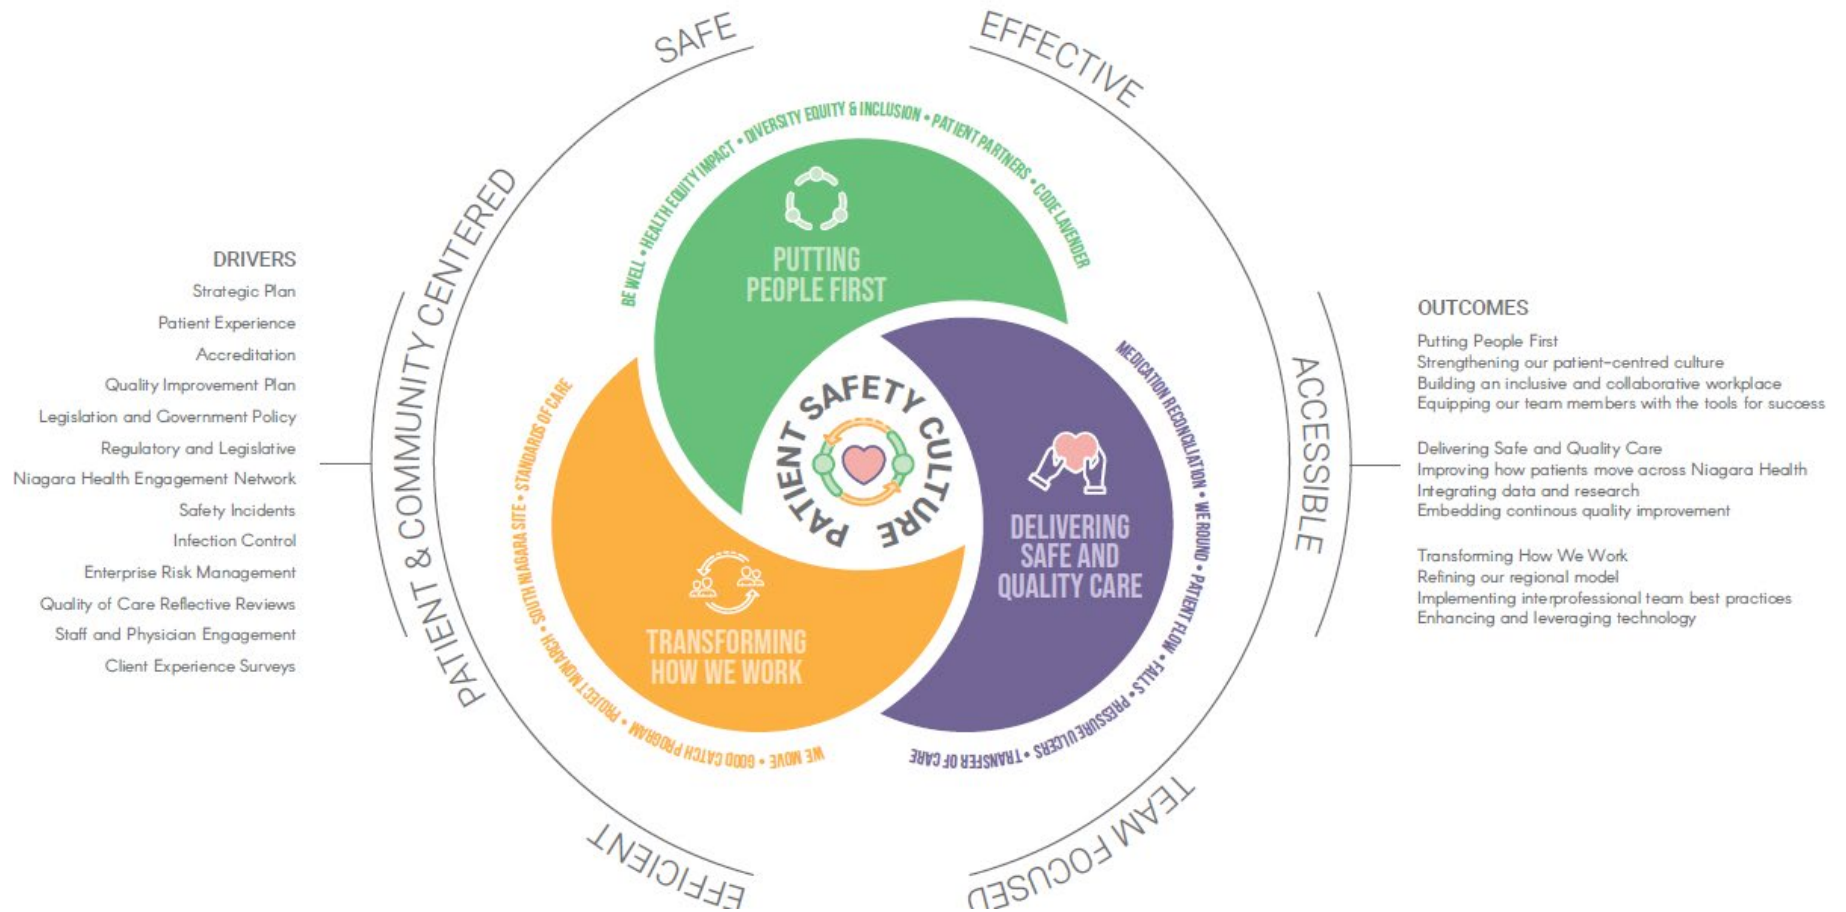 SAFE
EFFECTIVE
PATIENT & COMMUNITY CENTERED
ACCESSIBLE
EFFICIENT
TEAM FOCUSED
DRIVERS
Strategic Plan
Patient Experience
Accreditation
Quality Improvement Plan
Legislation and Government Policy
Regulatory and Legislative
Niagara Health Engagement Network
Safety Incidents
Infection Control
Enterprise Risk Management
Quality of Care Reflective Reviews
Staff and Physician Engagement
Client Experience Surveys
BE WELL • HEALTH EQUITY IMPACT • DIVERSITY EQUITY & INCLUSION • PATIENT PARTNERS • CODE LAVENDER
PUTTING
PEOPLE FIRST
PATIENT SAFETY CULTURE
MEDICATION RECONCILIATION • WE ROUND • PATIENT FLOW • FALLS • PRESSURE ULCERS • TRANSFER OF CARE
DELIVERING
SAFE AND
QUALITY CARE
WE MOVE • GOOD CATCH PROGRAM • PROJECT MONARCH • SOUTH NIAGARA SITE • STANDARDS OF CARE
TRANSFORMING
HOW WE WORK
OUTCOMES
Putting People First
Strengthening our patient-centred culture
Building an inclusive and collaborative workplace
Equipping our team members with the tools for success
Delivering Safe and Quality Care
Improving how patients move across Niagara Health
Integrating data and research
Embedding continous quality improvement
Transforming How We Work
Refining our regional model
Implementing interprofessional team best practices
Enhancing and leveraging technology